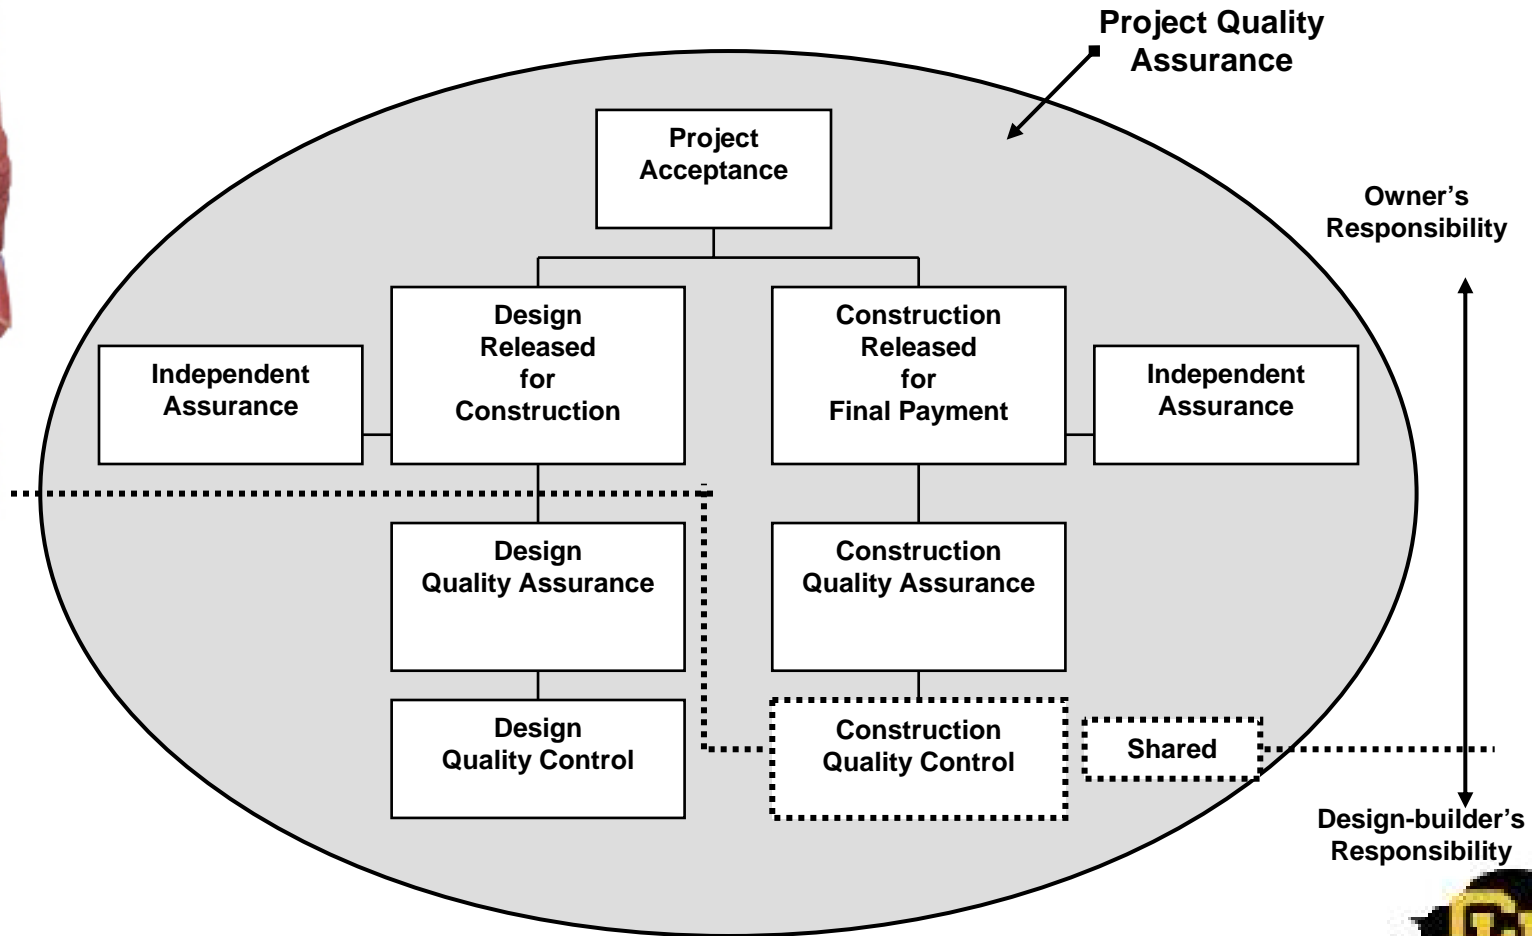 Project Quality
Assurance
Project
Acceptance
Owner's
Responsibility
Design
Released
for
Construction
Construction
Released
for
Final Payment
Independent
Assurance
Independent
Assurance
Design
Quality Assurance
Construction
Quality Assurance
Design
Quality Control
Construction
Quality Control
Shared
Design-builder's
Responsibility